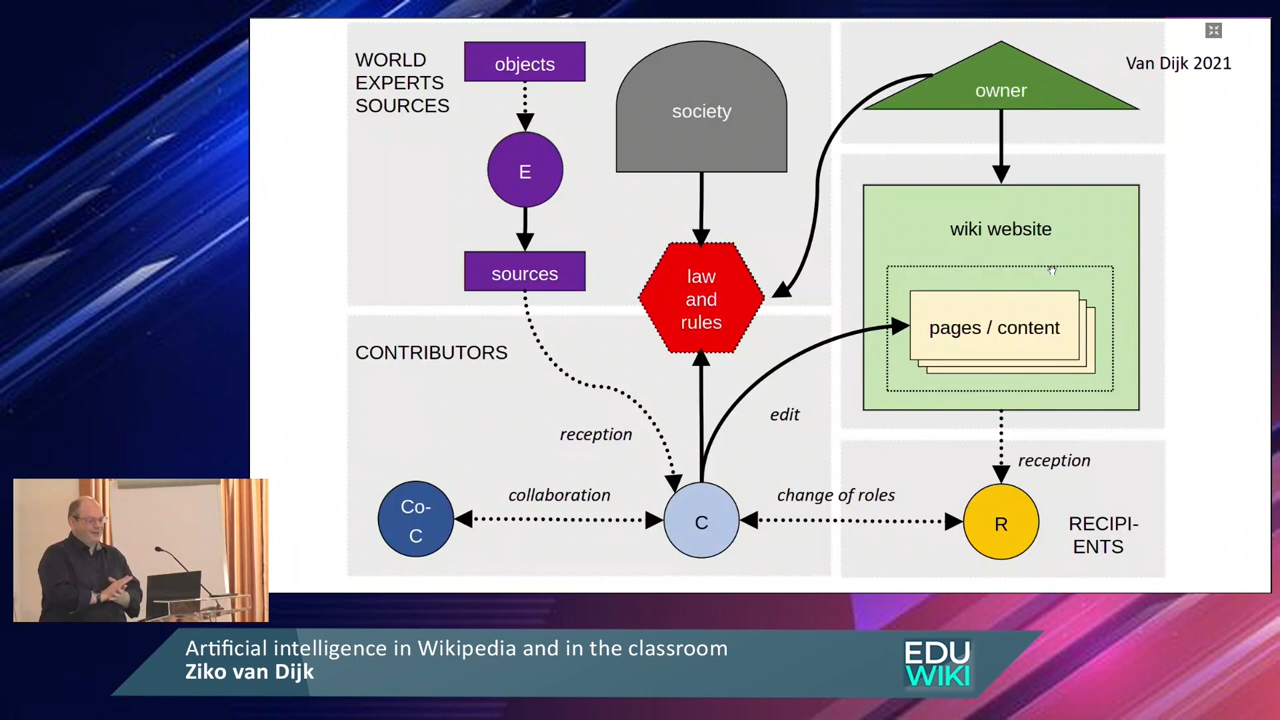 WORLD
EXPERTS
SOURCES
objects
E
sources
society
owner
Van Dijk 2021
law
and
rules
wiki website
pages / content
CONTRIBUTORS
reception
edit
reception
Co-
C
collaboration
C
change of roles
R
RECIPI-
ENTS
Artificial intelligence in Wikipedia and in the classroom
Ziko van Dijk
EDU
WIKI